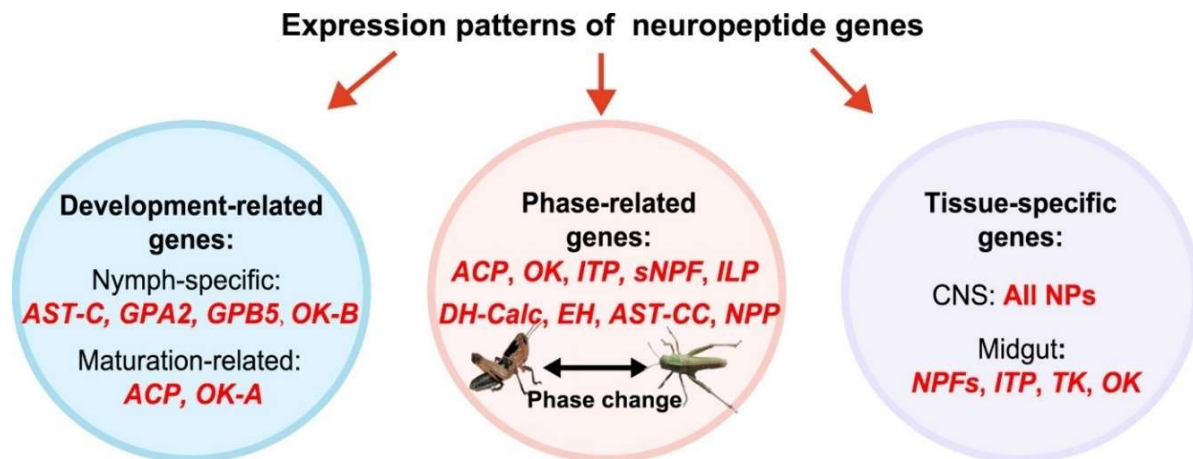 Expression patterns of neuropeptide genes
Development-related
genes:
Nymph-specific:
AST-C, GPA2, GPB5, OK-B
Maturation-related:
ACP, OK-A
Phase-related
genes:
ACP, OK, ITP, sNPF, ILP
DH-Calc, EH, AST-CC, NPP
Phase change
Tissue-specific
genes:
CNS: All NPs
Midgut:
NPFs, ITP, TK, OK